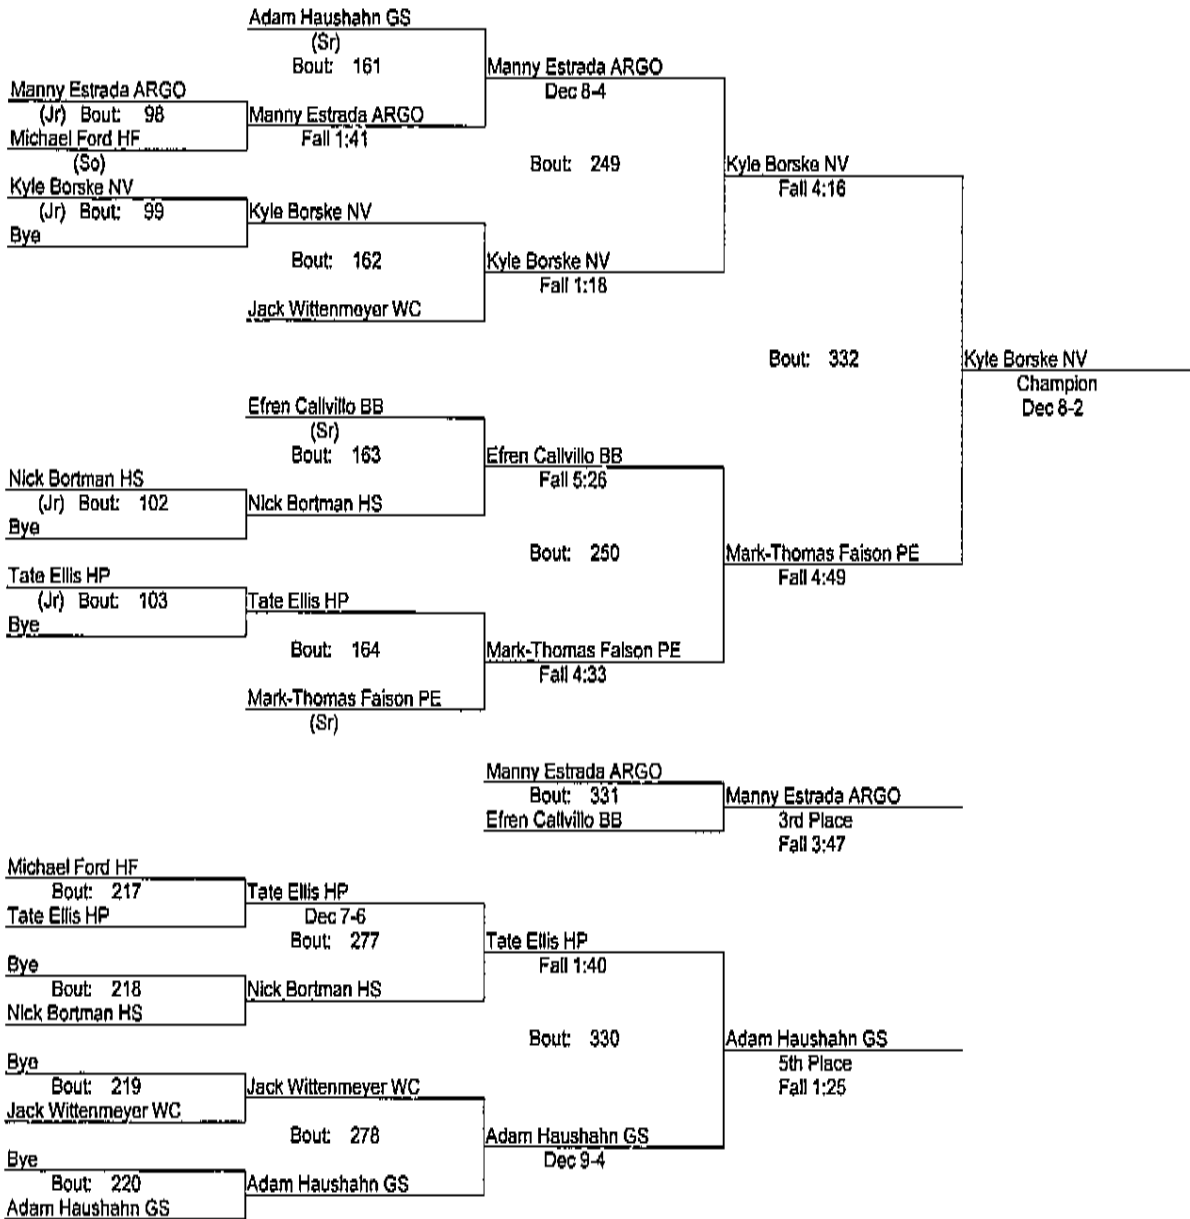 Adam Haushahn GS
(Sr)
Bout: 161
Manny Estrada ARGO
Dec 8-4
Manny Estrada ARGO
(Jr) Bout: 98
Manny Estrada ARGO
Fall 1:41
Michael Ford HF
(So)
Bout: 249
Kyle Borske NV
Fall 4:16
Kyle Borske NV
(Jr) Bout: 99
Kyle Borske NV
Bye
Bout: 162
Kyle Borske NV
Fall 1:18
Jack Wittenmeyer WC
Bout: 332
Kyle Borske NV
Champion
Dec 8-2
Efren Callvillo BB
(Sr)
Bout: 163
Efren Callvillo BB
Fall 5:26
Nick Bortman HS
(Jr) Bout: 102
Nick Bortman HS
Bye
Bout: 250
Mark-Thomas Faison PE
Fall 4:49
Tate Ellis HP
(Jr) Bout: 103
Tate Ellis HP
Bye
Bout: 164
Mark-Thomas Faison PE
Fall 4:33
Mark-Thomas Faison PE
(Sr)
Manny Estrada ARGO
Bout: 331
Manny Estrada ARGO
Efren Callvillo BB
3rd Place
Fall 3:47
Michael Ford HF
Bout: 217
Tate Ellis HP
Tate Ellis HP
Dec 7-6
Bout: 277
Tate Ellis HP
Fall 1:40
Bye
Bout: 218
Nick Bortman HS
Nick Bortman HS
Bout: 330
Adam Haushahn GS
5th Place
Fall 1:25
Bye
Bout: 219
Jack Wittenmeyer WC
Jack Wittenmeyer WC
Bout: 278
Adam Haushahn GS
Dec 9-4
Bye
Bout: 220
Adam Haushahn GS
Adam Haushahn GS